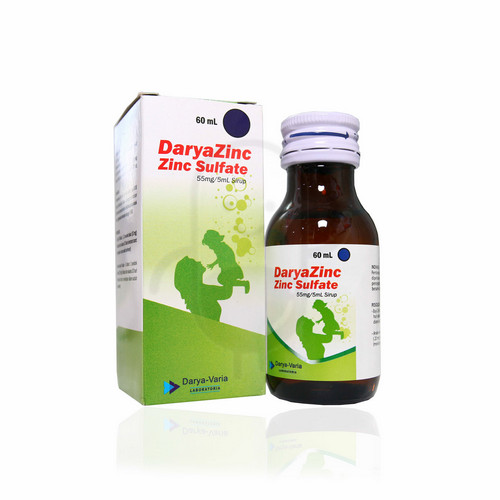 60 mL
DaryaZinc
Zinc Sulfate
55mg/5mL Sirup
Darya-Varia
LABORATORIA
60 mL
DaryaZinc
Zinc Sulfate
55mg/5mL Sirup
Darya-Varia
LABORATORIA